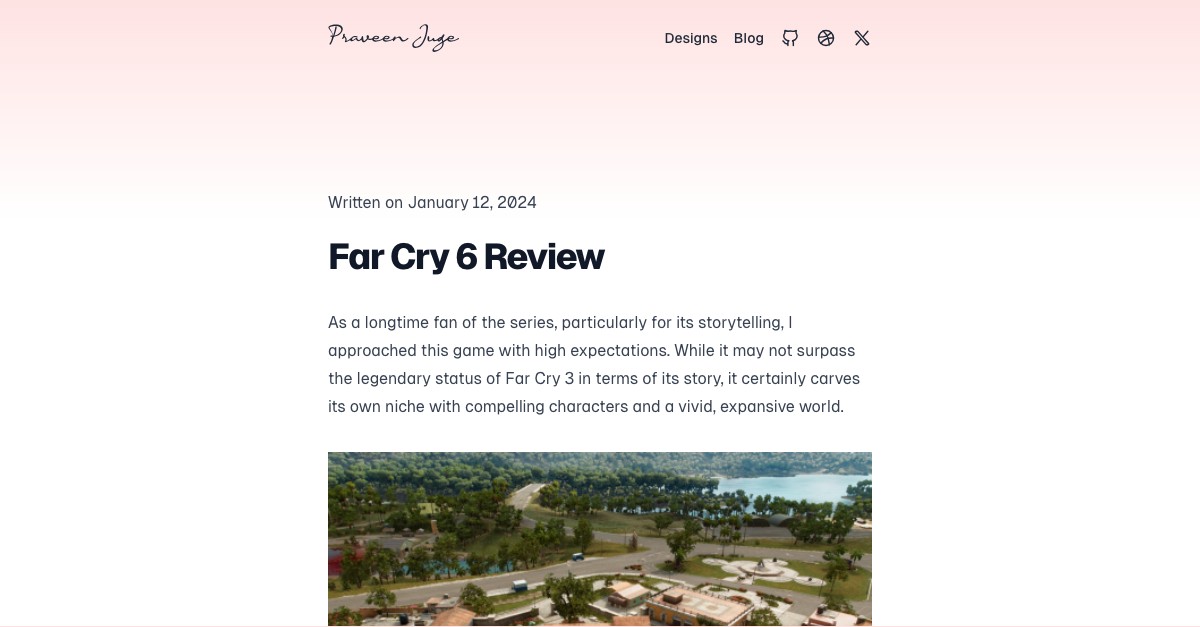 Praveen Juge
Designs Blog
Written on January 12, 2024
Far Cry 6 Review
As a longtime fan of the series, particularly for its storytelling, I
approached this game with high expectations. While it may not surpass
the legendary status of Far Cry 3 in terms of its story, it certainly carves
its own niche with compelling characters and a vivid, expansive world.